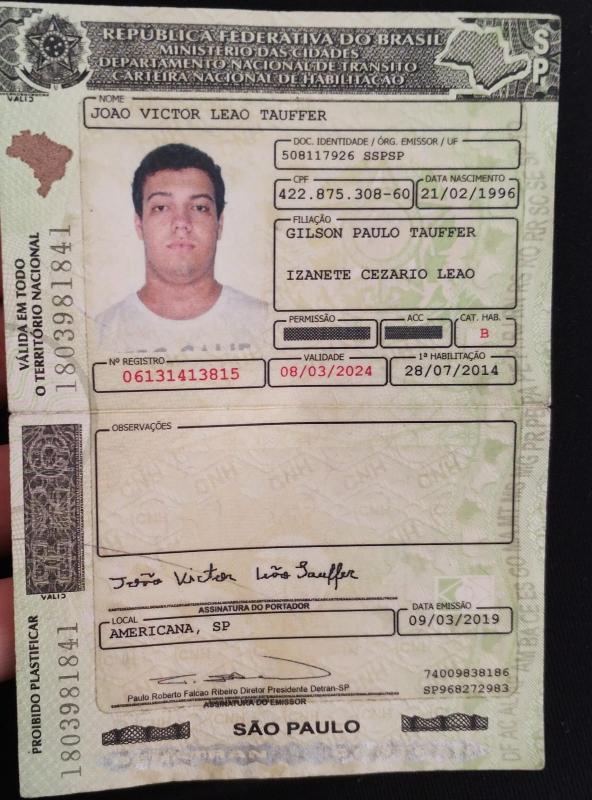 REPÚBLICA FEDERATIVA DO BRASIL
MINISTÉRIO DAS CIDADES
DEPARTAMENTO NACIONAL DE TRÂNSITO
CARTEIRA NACIONAL DE HABILITAÇÃO
SP
NOME
JOAO VICTOR LEAO TAUFFER
DOC. IDENTIDADE / ÓRG. EMISSOR / UF
508117926 SSPSP
CPF
422.875.308-60
DATA NASCIMENTO
21/02/1996
FILIAÇÃO
GILSON PAULO TAUFFER
IZANETE CEZARIO LEAO
PERMISSÃO
ACC
CAT. HAB.
B
Nº REGISTRO
06131413815
VALIDADE
08/03/2024
1ª HABILITAÇÃO
28/07/2014
VÁLIDA EM TODO
O TERRITÓRIO NACIONAL
1803981841
OBSERVAÇÕES
João Victor Leão Tauffer
ASSINATURA DO PORTADOR
LOCAL
AMERICANA, SP
DATA EMISSÃO
09/03/2019
Paulo Roberto Falcao Ribeiro Diretor Presidente Detran-SP
ASSINATURA DO EMISSOR
74009838186
SP968272983
PROIBIDO PLASTIFICAR
1803981841
SÃO PAULO